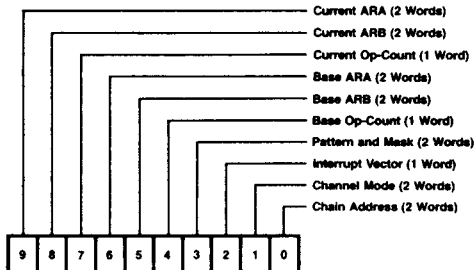 Current ARA (2 Words)
Current ARB (2 Words)
Current Op-Count (1 Word)
Base ARA (2 Words)
Base ARB (2 Words)
Base Op-Count (1 Word)
Pattern and Mask (2 Words)
Interrupt Vector (1 Word)
Channel Mode (2 Words)
Chain Address (2 Words)
9 8 7 6 5 4 3 2 1 0